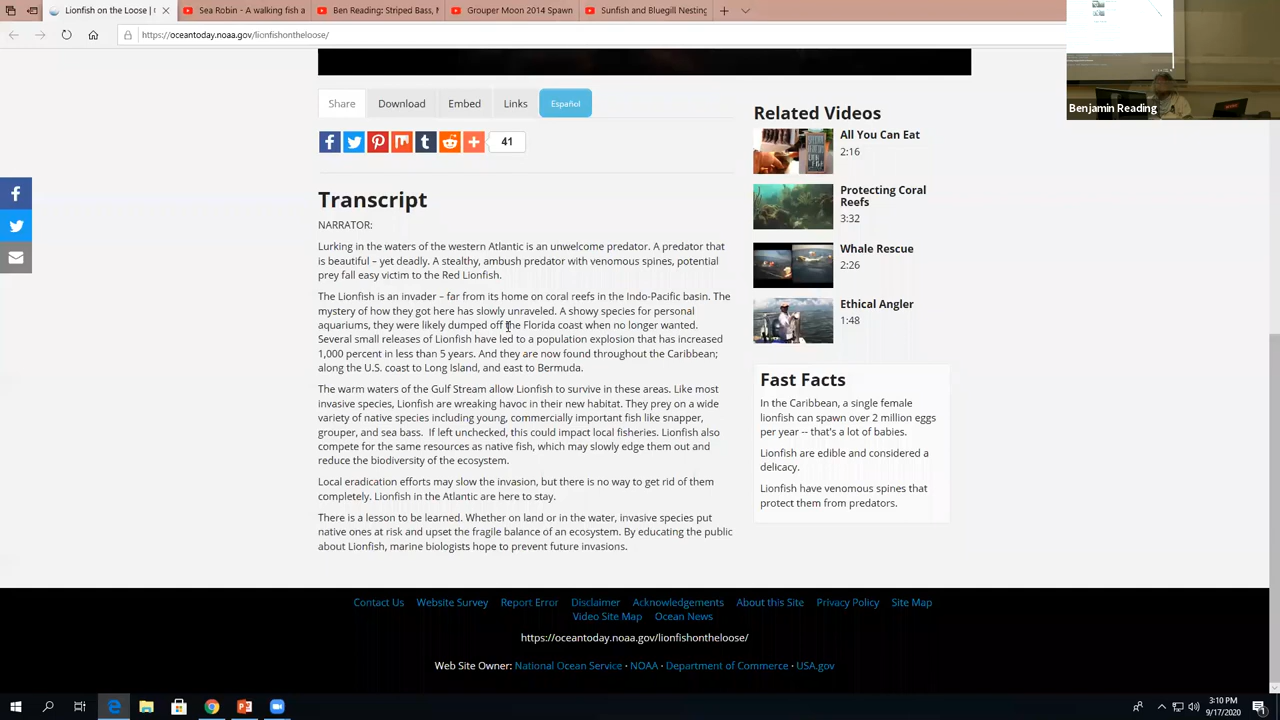 Lionfish on the Loose |
Sea Robin - A walking fish a
Ben Reading: Striped Bass, H
Grouper Moon 2014 Spawn
Sunfish and Bluegill Nesting
https://oceantoday.noaa.gov/lionfishontheloose/
Benjamin Reading
Share
Download
Embed
Links
Español
41
Transcript
NARRATOR:
Lurking in the waters of the western Atlantic is an unwelcome predator. A predator that
is beautiful – yet deadly. A stealthy, ambush predator with venomous spines, potential
prey fall easy victim to the Red Lionfish.
The Lionfish is an invader – far from its home on coral reefs in the Indo-Pacific basin. The
mystery of how they got here has slowly unraveled. A showy species for personal
aquariums, they were likely dumped off the Florida coast when no longer wanted.
Several small releases of Lionfish have led to a population explosion that has increased
1,000 percent in less than 5 years. And they are now found throughout the Caribbean;
along the U.S. coast to Long Island, and east to Bermuda.
The warm waters of the Gulf Stream allow Lionfish to survive in these areas. Like most
invasive species, Lionfish are wreaking havoc in their new habitat. They prey on a wide
variety of native species including young, commercially important fish like snapper,
grouper, and sea bass. If left unchecked, this could impact local fisheries. Lionfish also
compete for the same resources as native fish, which may slowly edge them out and
reduce the biodiversity of the ecosystem.
Local eradication efforts may slow the invasion, but there is no way to get rid of them
completely. Lionfish in the Atlantic are here to stay.
There is a lesson to be learned. Whether on land or in the water, invasive species put
native ones at risk and upset the fragile balance of an ecosystem. By educating the public
about Lionfish, marine biologists hope to prevent future invasions.
Related Videos
All You Can Eat
2:16
Protecting Coral
Reefs
3:32
Whale Rescue
2:26
Ethical Angler
1:48
Fast Facts
In the Caribbean, a single female
lionfish can spawn over 2 million eggs
per year -- that's a lot of babies.
Lionfish are edible and considered a
delicacy.
Lionfish have venomous spines that
protect them from predators.
Contact Us
Website Survey
Report Error
Disclaimer
Acknowledgements
About this Site
Privacy Policy
Site Map
Video Site Map
Ocean News
https://oceantoday.noaa.gov/lionfishontheloose/
Web Site Owner: National Ocean Service · NOAA · Department of Commerce · USA.gov
3:10 PM
9/17/2020